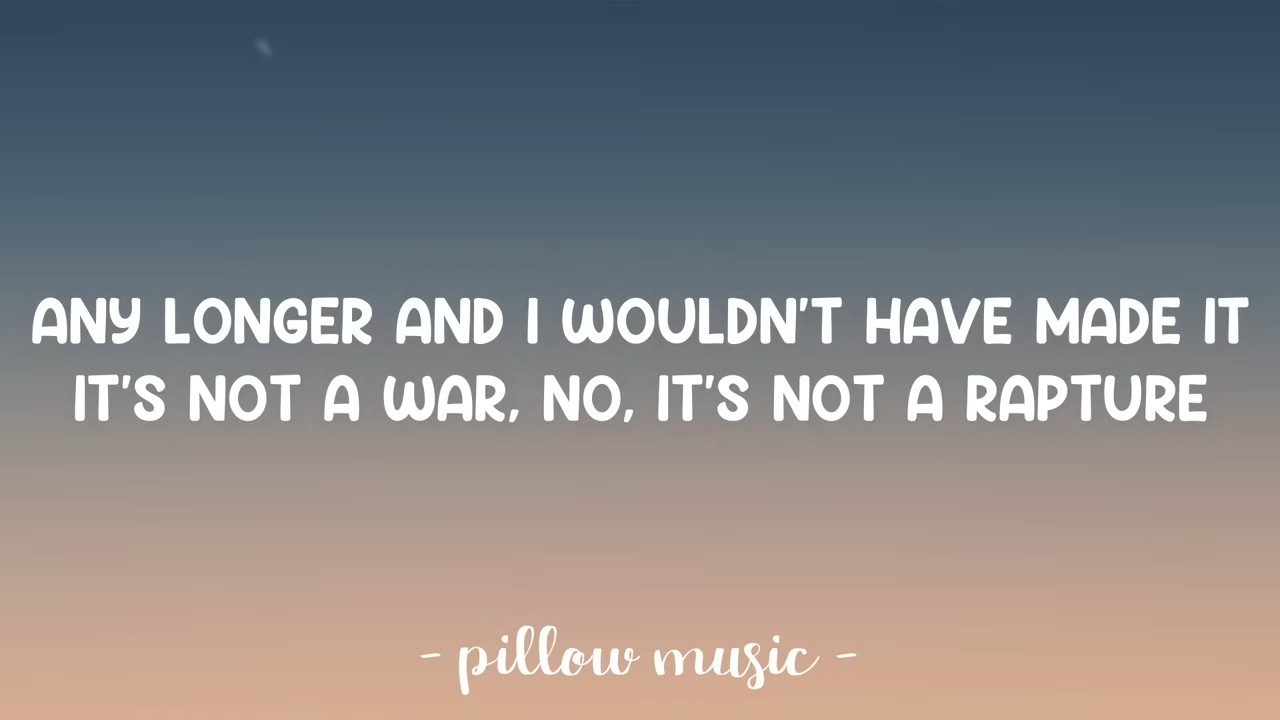 ANY LONGER AND I WOULDN'T HAVE MADE IT
IT'S NOT A WAR, NO, IT'S NOT A RAPTURE
- pillow music -